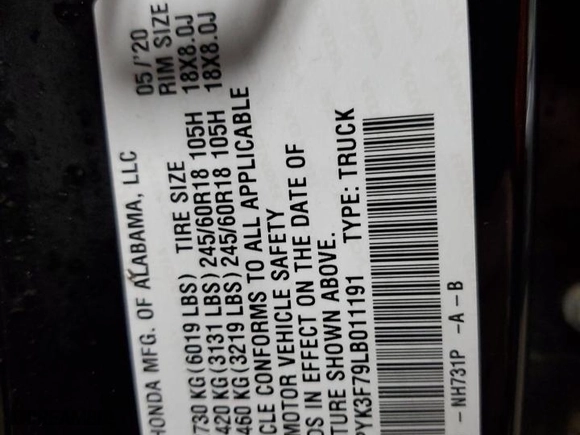 HONDA MFG. OF ALABAMA, LLC 05/'20
TIRE SIZE RIM SIZE
730 KG(6019 LBS)
420 KG(3131 LBS) 245/60R18 105H 18X8.0J
460 KG(3219 LBS) 245/60R18 105H 18X8.0J
CLE CONFORMS TO ALL APPLICABLE
MOTOR VEHICLE SAFETY
DS IN EFFECT ON THE DATE OF
TURE SHOWN ABOVE.
PYK3F79LB011191 TYPE: TRUCK
- NH731P -A -B